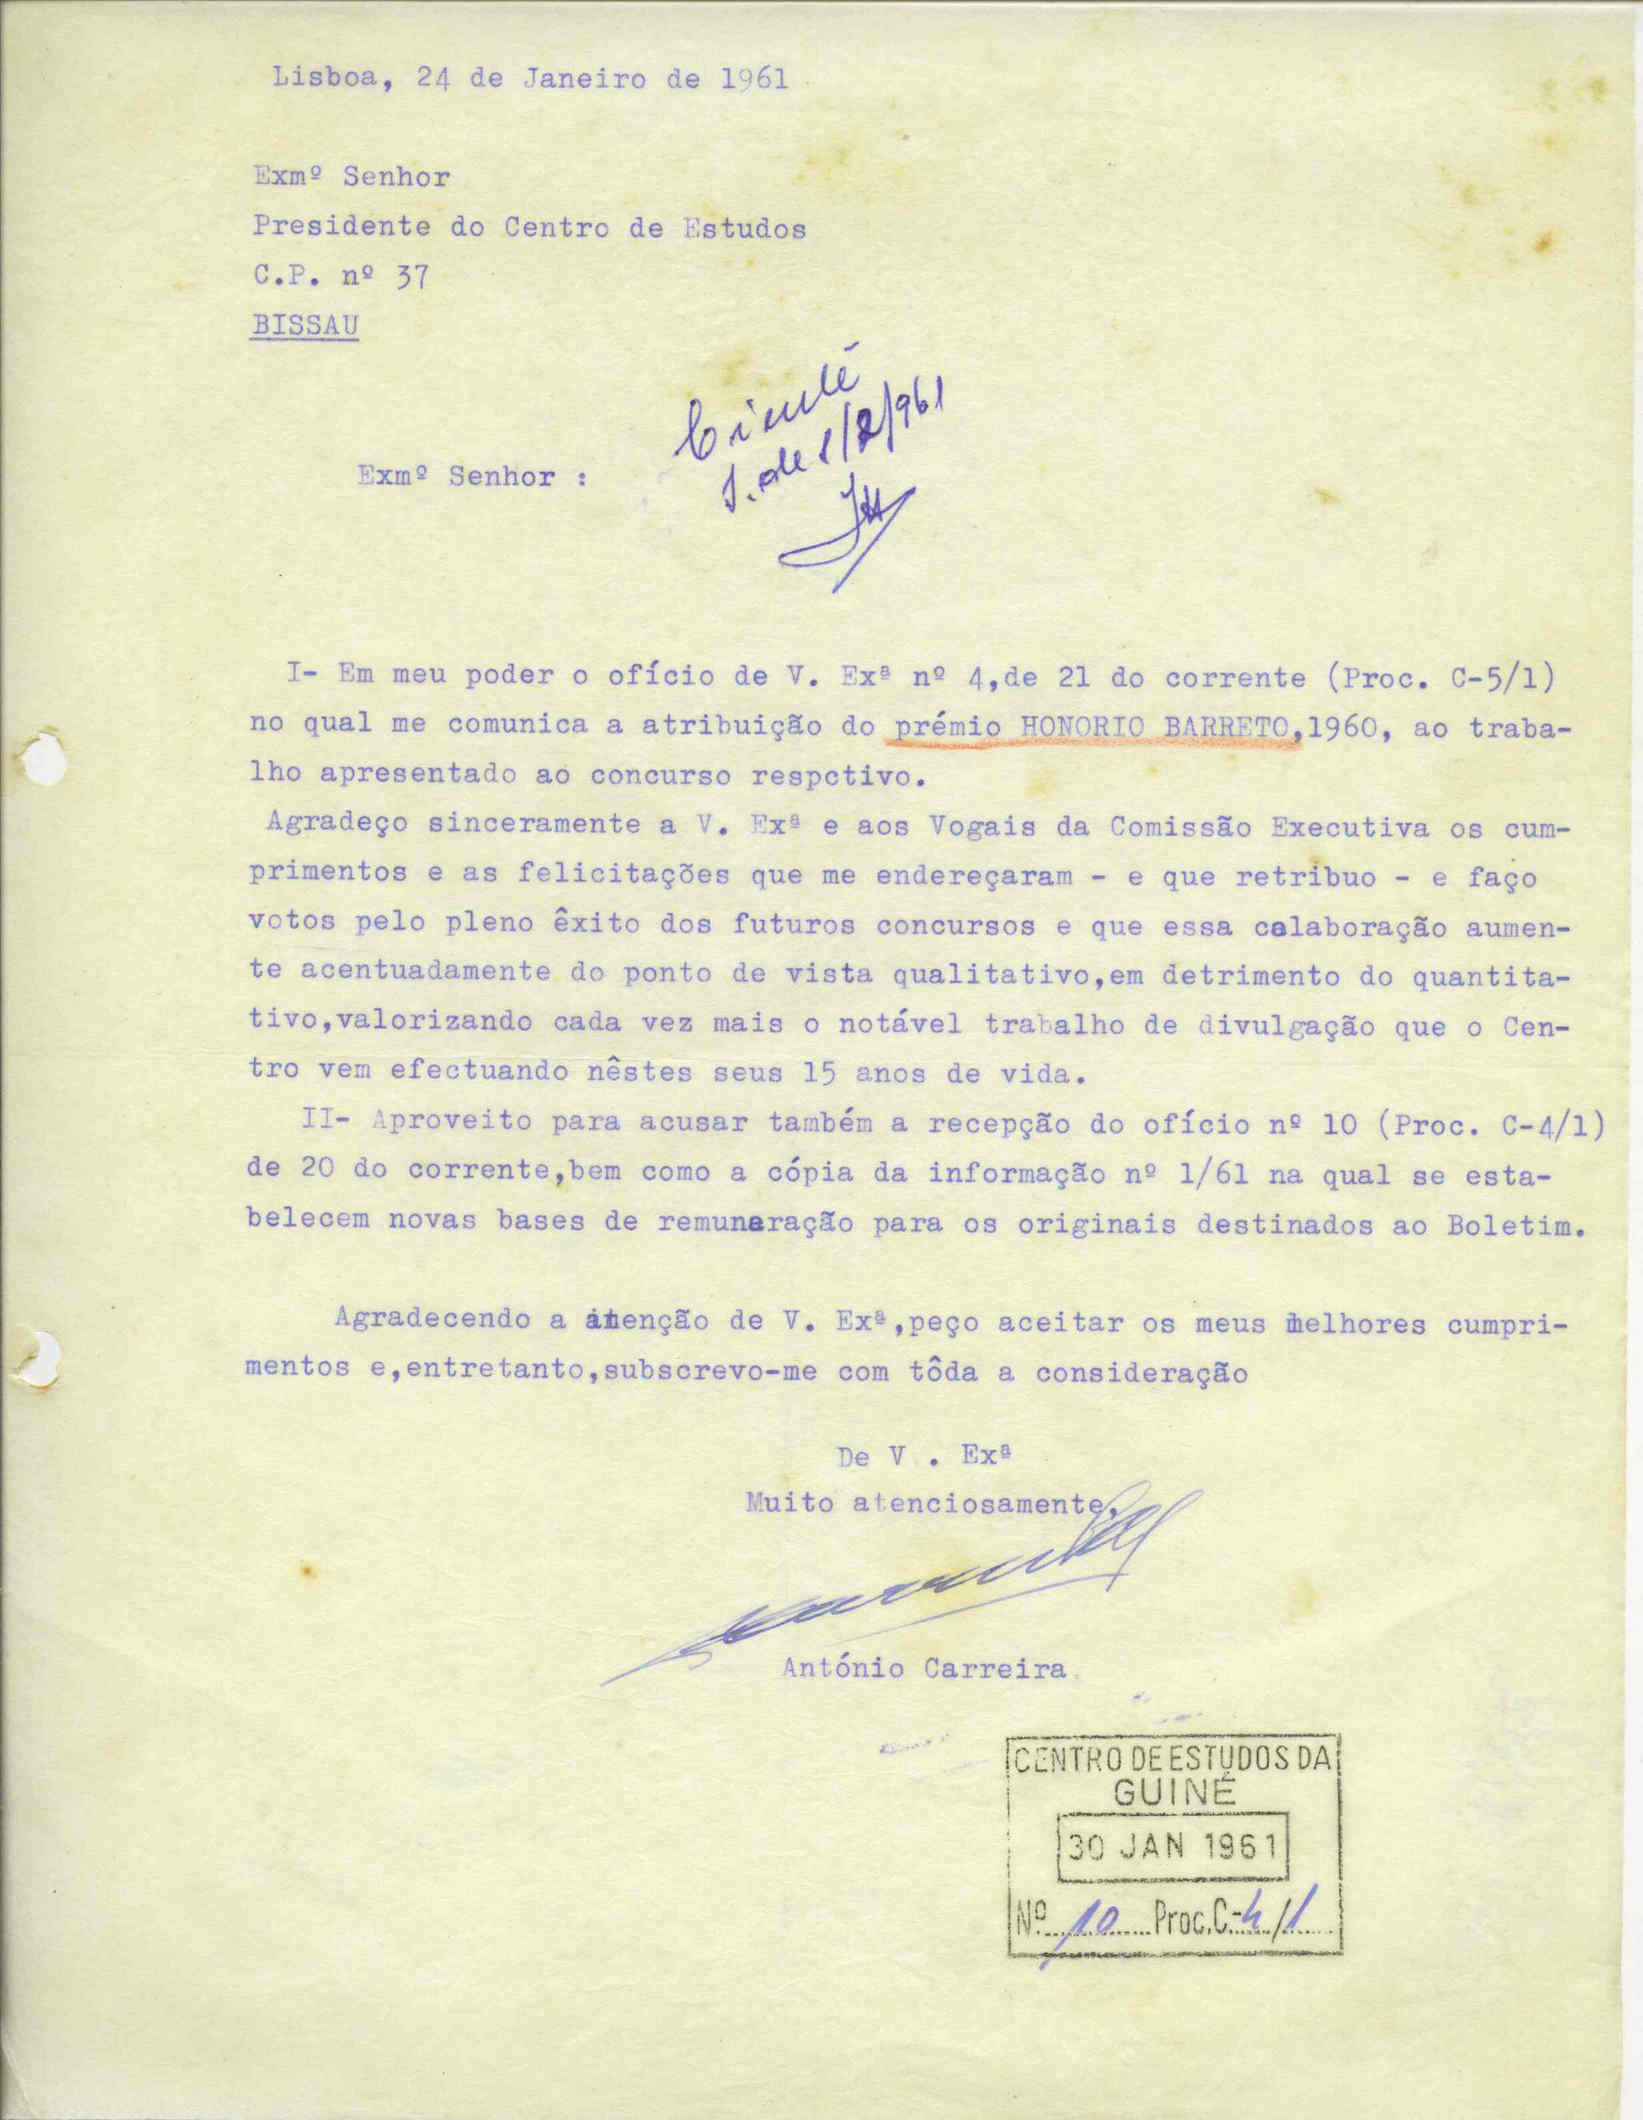 Lisboa, 24 de Janeiro de 1961
Exmº Senhor
Presidente do Centro de Estudos
C.P. nº 37
BISSAU
Ciente
S. de 1/2/961
Exmº Senhor :
I- Em meu poder o ofício de V. Exª nº 4,de 21 do corrente (Proc. C-5/1)
no qual me comunica a atribuição do prémio HONORIO BARRETO,1960, ao traba-
lho apresentado ao concurso respctivo.
Agradeço sinceramente a V. Exª e aos Vogais da Comissão Executiva os cum-
primentos e as felicitações que me endereçaram - e que retribuo - e faço
votos pelo pleno êxito dos futuros concursos e que essa colaboração aumen-
te acentuadamente do ponto de vista qualitativo,em detrimento do quantita-
tivo,valorizando cada vez mais o notável trabalho de divulgação que o Cen-
tro vem efectuando nêstes seus 15 anos de vida.
II- Aproveito para acusar também a recepção do ofício nº 10 (Proc. C-4/1)
de 20 do corrente,bem como a cópia da informação nº 1/61 na qual se esta-
belecem novas bases de remuneração para os originais destinados ao Boletim.
Agradecendo a atenção de V. Exª,peço aceitar os meus melhores cumpri-
mentos e,entretanto,subscrevo-me com tôda a consideração
De V . Exª
Muito atenciosamente,
António Carreira
CENTRO DE ESTUDOS DA
GUINÉ
30 JAN 1961
Nº 10 Proc. C-4/1